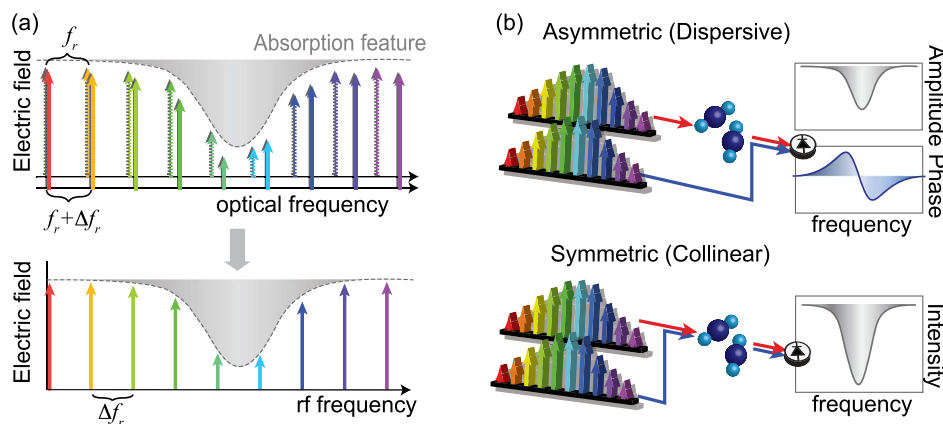 (a)
f_r
Absorption feature
Electric field
optical frequency
f_r + Δf_r
Electric field
rf frequency
Δf_r
(b)
Asymmetric (Dispersive)
Amplitude
Phase
frequency
Symmetric (Collinear)
Intensity
frequency